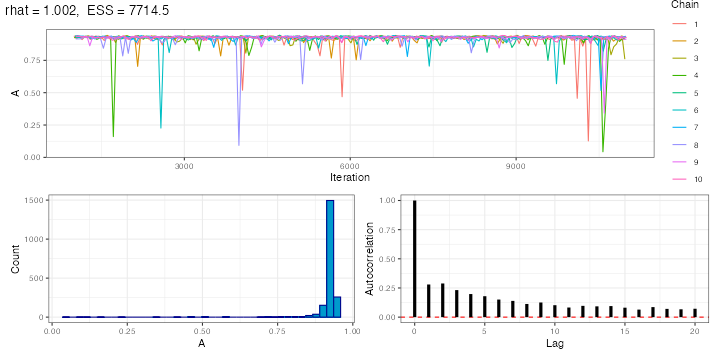 rhat = 1.002, ESS = 7714.5
Chain
1
2
3
4
5
6
7
8
9
10
A
0.75
0.50
0.25
0.00
3000 6000 9000
Iteration
Count
1500
1000
500
0
0.00 0.25 0.50 0.75 1.00
A
Autocorrelation
1.00
0.75
0.50
0.25
0.00
0 5 10 15 20
Lag